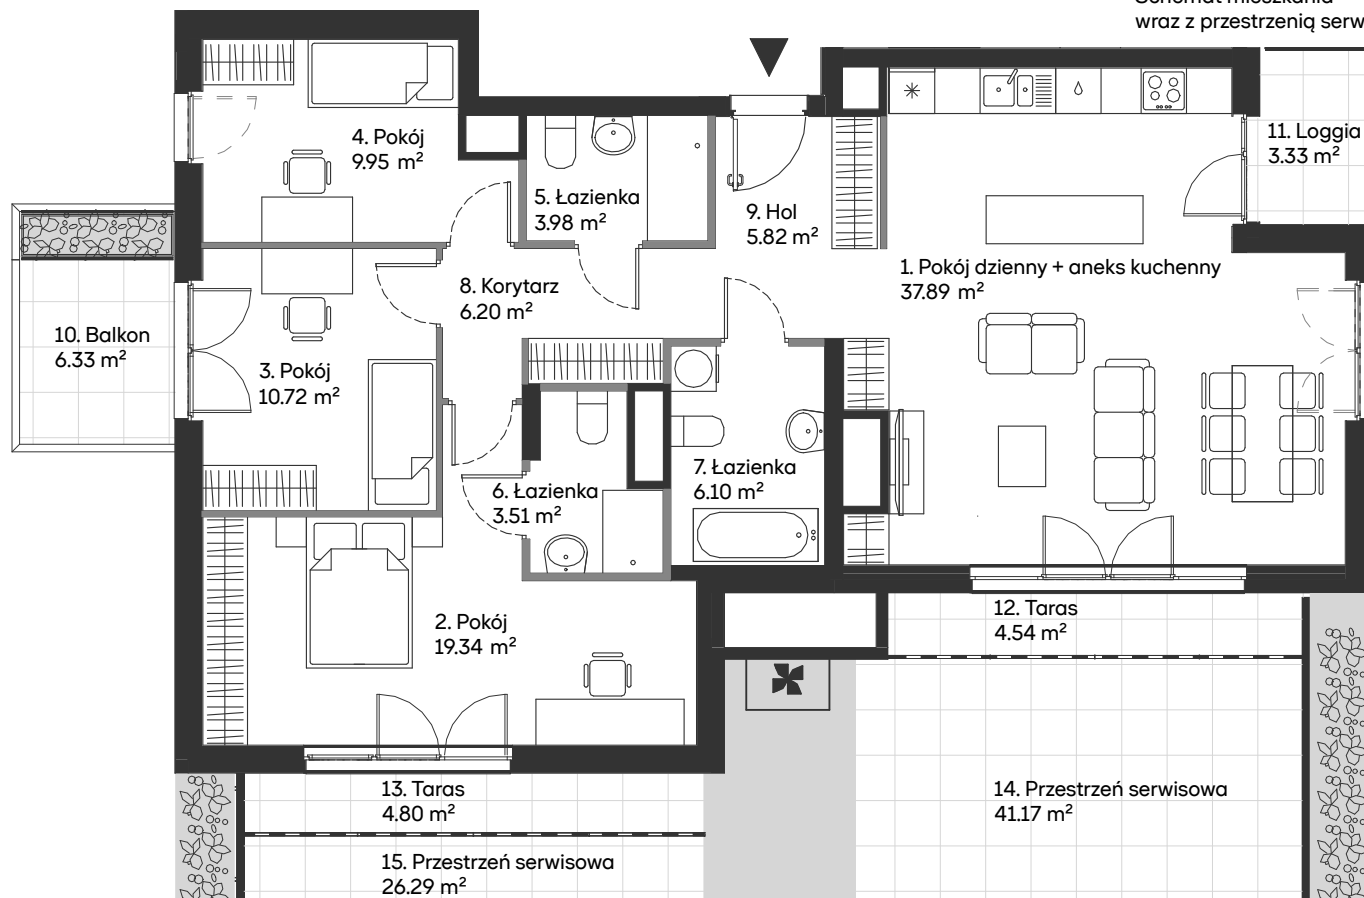 wraz z przestrzenią serw
4. Pokój
9.95 m²
11. Loggia
3.33 m²
5. Łazienka
3.98 m²
9. Hol
5.82 m²
1. Pokój dzienny + aneks kuchenny
37.89 m²
8. Korytarz
6.20 m²
10. Balkon
6.33 m²
3. Pokój
10.72 m²
7. Łazienka
6.10 m²
6. Łazienka
3.51 m²
2. Pokój
19.34 m²
12. Taras
4.54 m²
13. Taras
4.80 m²
14. Przestrzeń serwisowa
41.17 m²
15. Przestrzeń serwisowa
26.29 m²